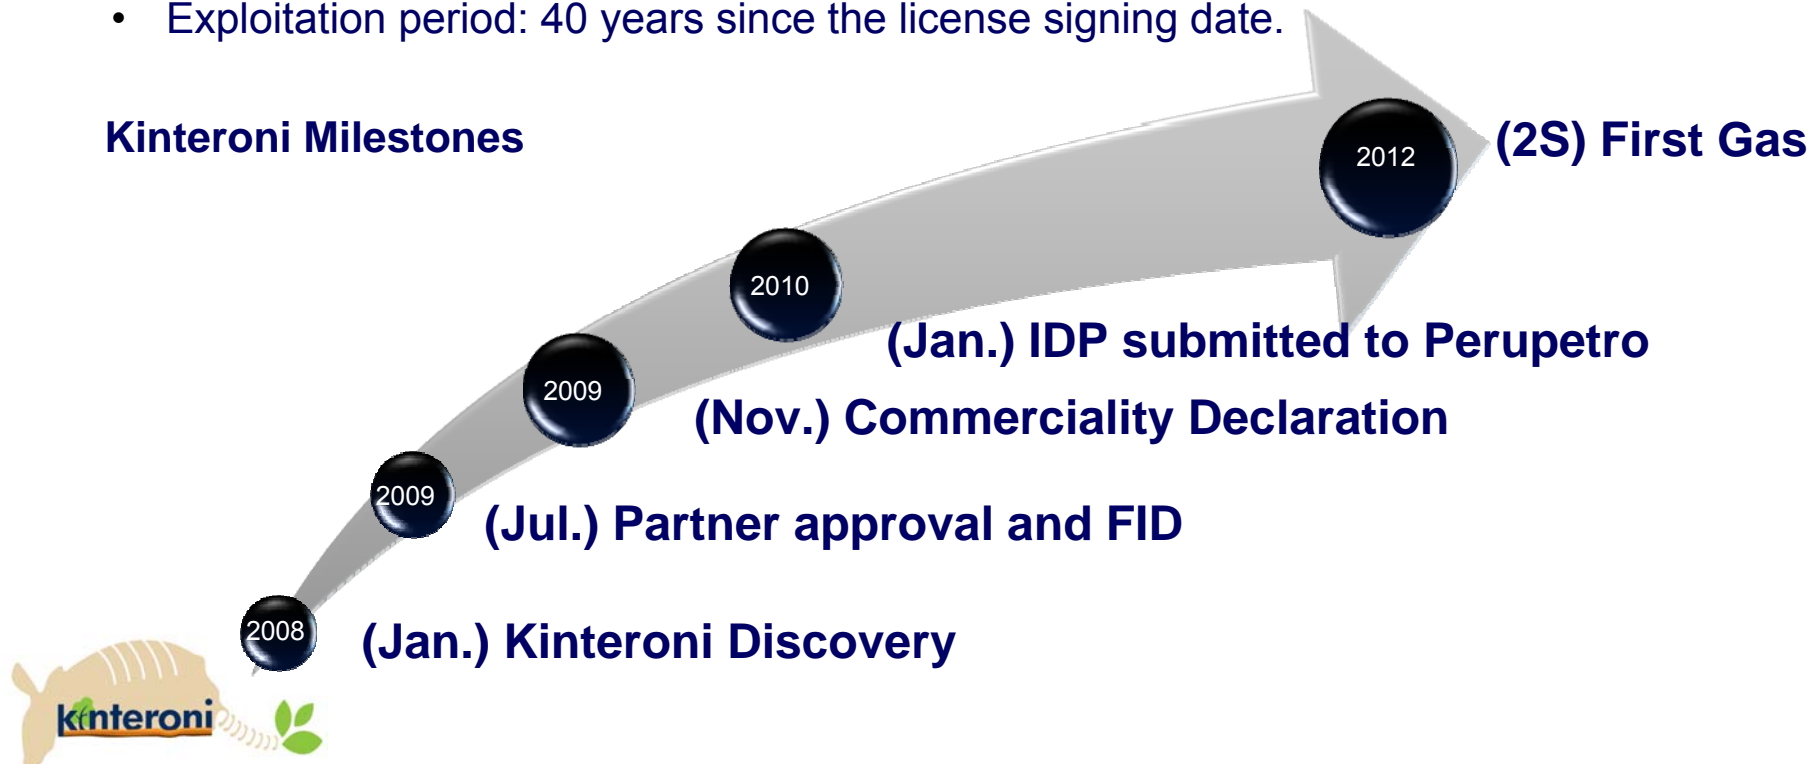 • Exploitation period: 40 years since the license signing date.
Kinteroni Milestones
2012
(2S) First Gas
2010
(Jan.) IDP submitted to Perupetro
2009
(Nov.) Commerciality Declaration
2009
(Jul.) Partner approval and FID
2008
(Jan.) Kinteroni Discovery
kinteroni